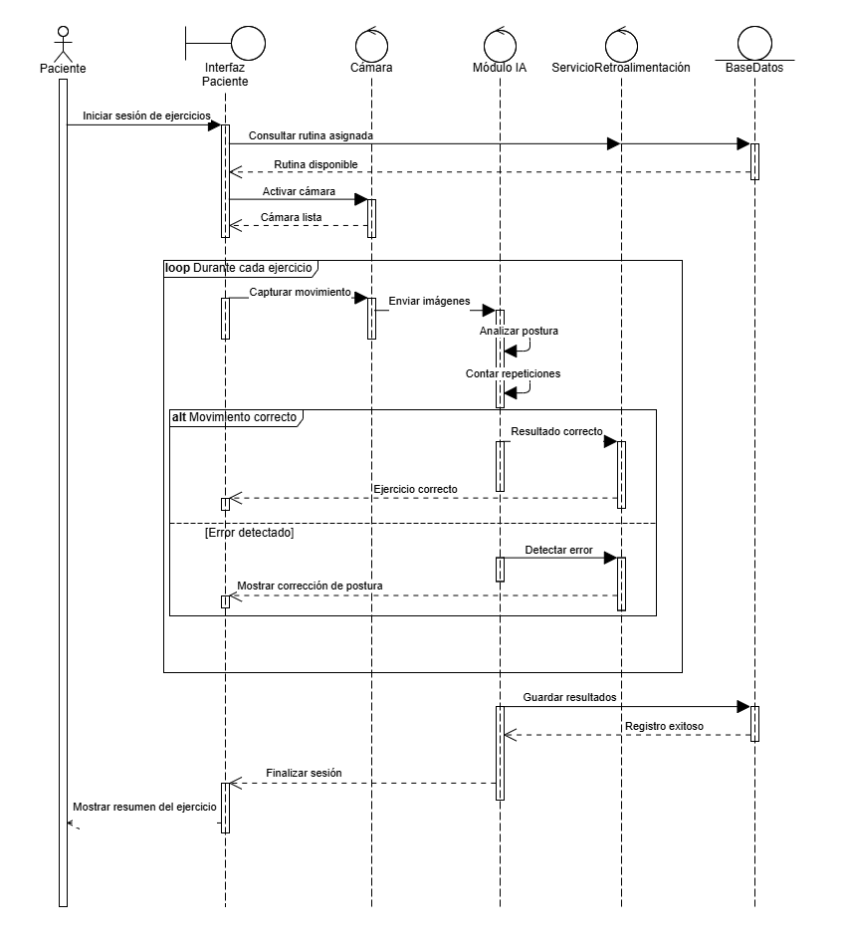 Paciente
Interfaz
Paciente
Cámara
Módulo IA
ServicioRetroalimentación
BaseDatos
Iniciar sesión de ejercicios
Consultar rutina asignada
Rutina disponible
Activar cámara
Cámara lista
loop Durante cada ejercicio
Capturar movimiento
Enviar imágenes
Analizar postura
Contar repeticiones
alt Movimiento correcto
Resultado correcto
Ejercicio correcto
[Error detectado]
Detectar error
Mostrar corrección de postura
Guardar resultados
Registro exitoso
Finalizar sesión
Mostrar resumen del ejercicio